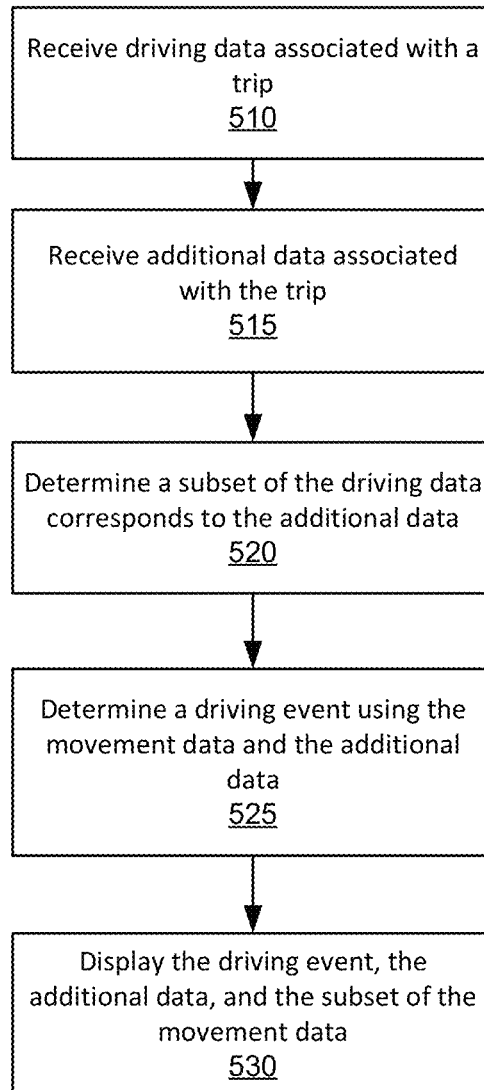 Receive driving data associated with a
trip
510
Receive additional data associated
with the trip
515
Determine a subset of the driving data
corresponds to the additional data
520
Determine a driving event using the
movement data and the additional
data
525
Display the driving event, the
additional data, and the subset of the
movement data
530